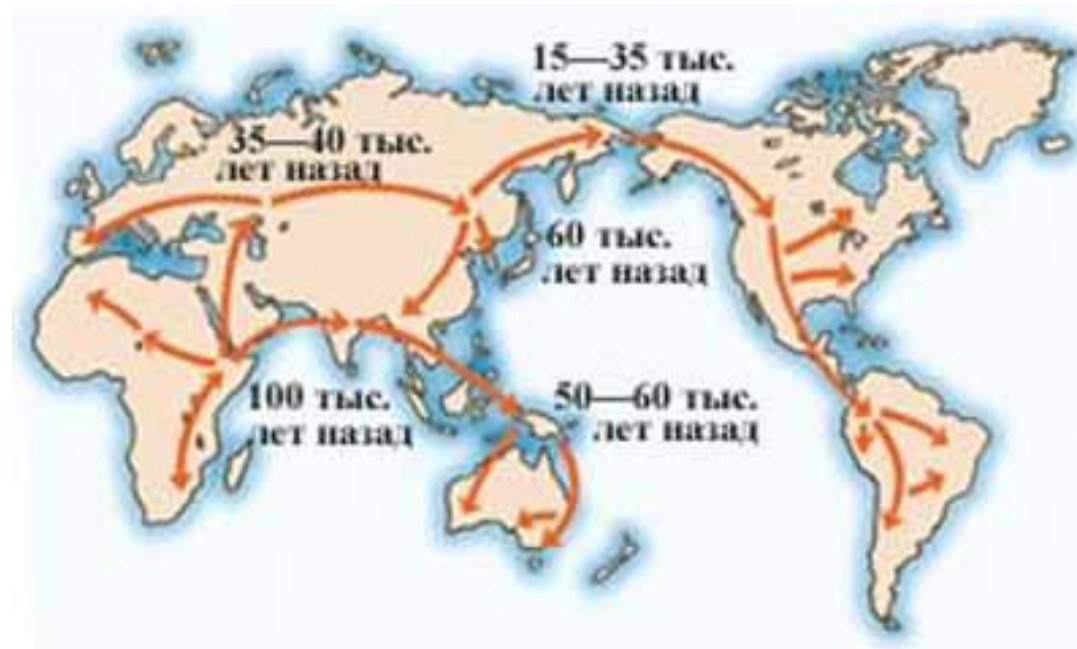 15—35 тыс.
лет назад
35—40 тыс.
лет назад
60 тыс.
лет назад
100 тыс.
лет назад
50—60 тыс.
лет назад